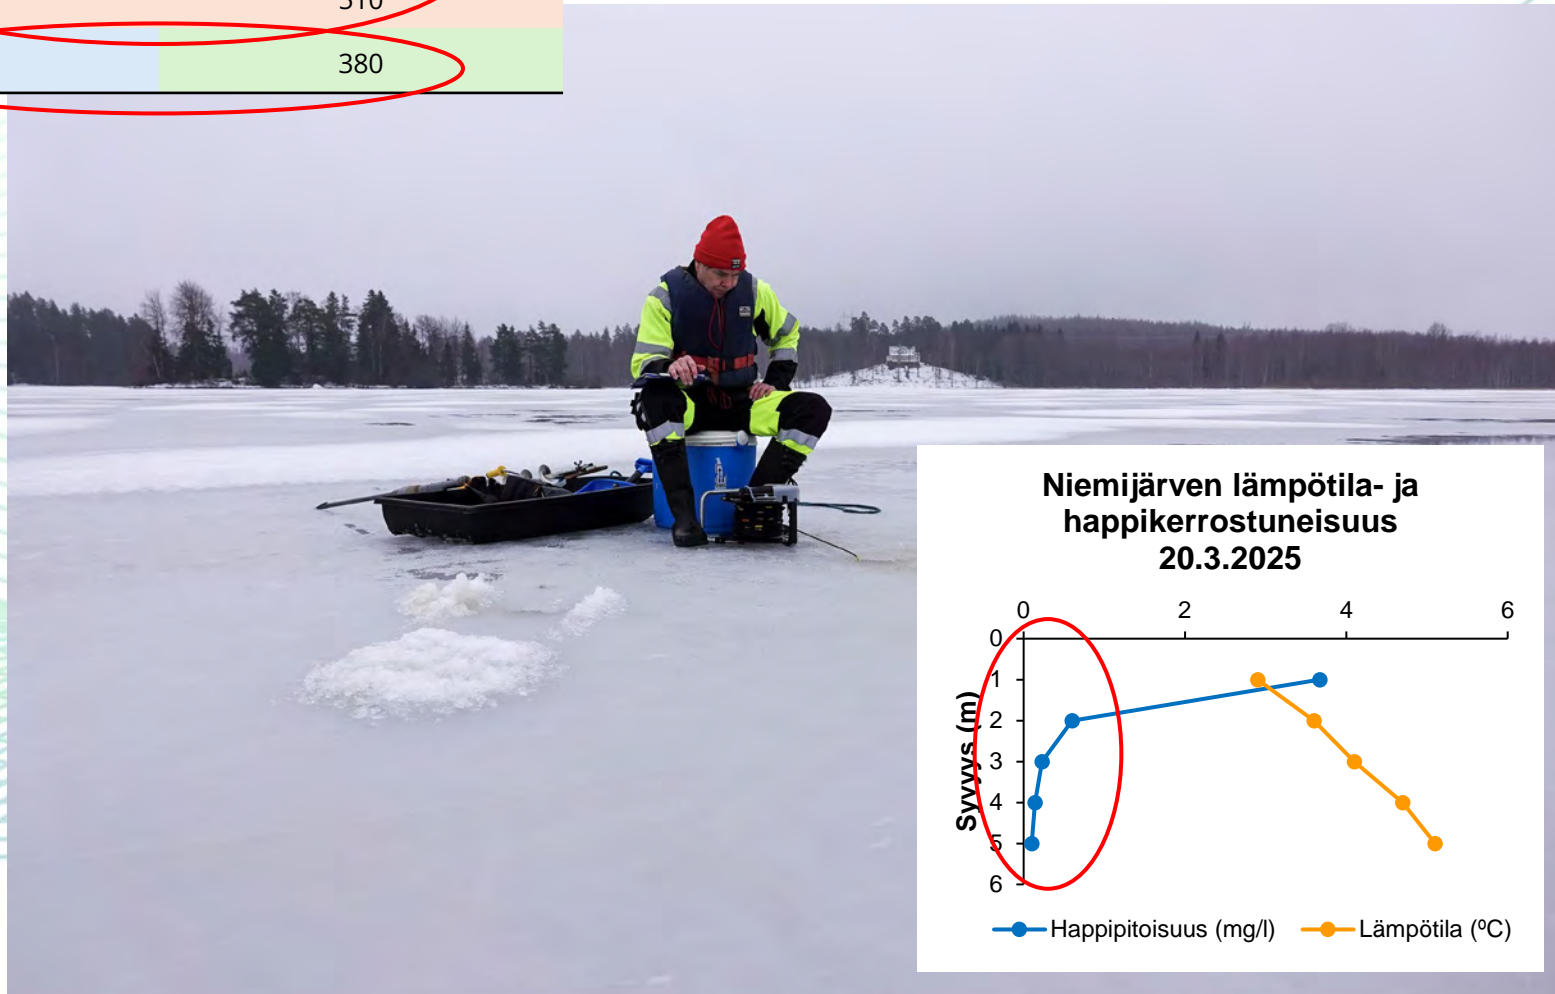 310
380
Niemijärven lämpötila- ja
happikerrostuneisuus
20.3.2025
0 2 4 6
0
1
2
3
4
5
6
Syvyys (m)
Happipitoisuus (mg/l) Lämpötila (ºC)